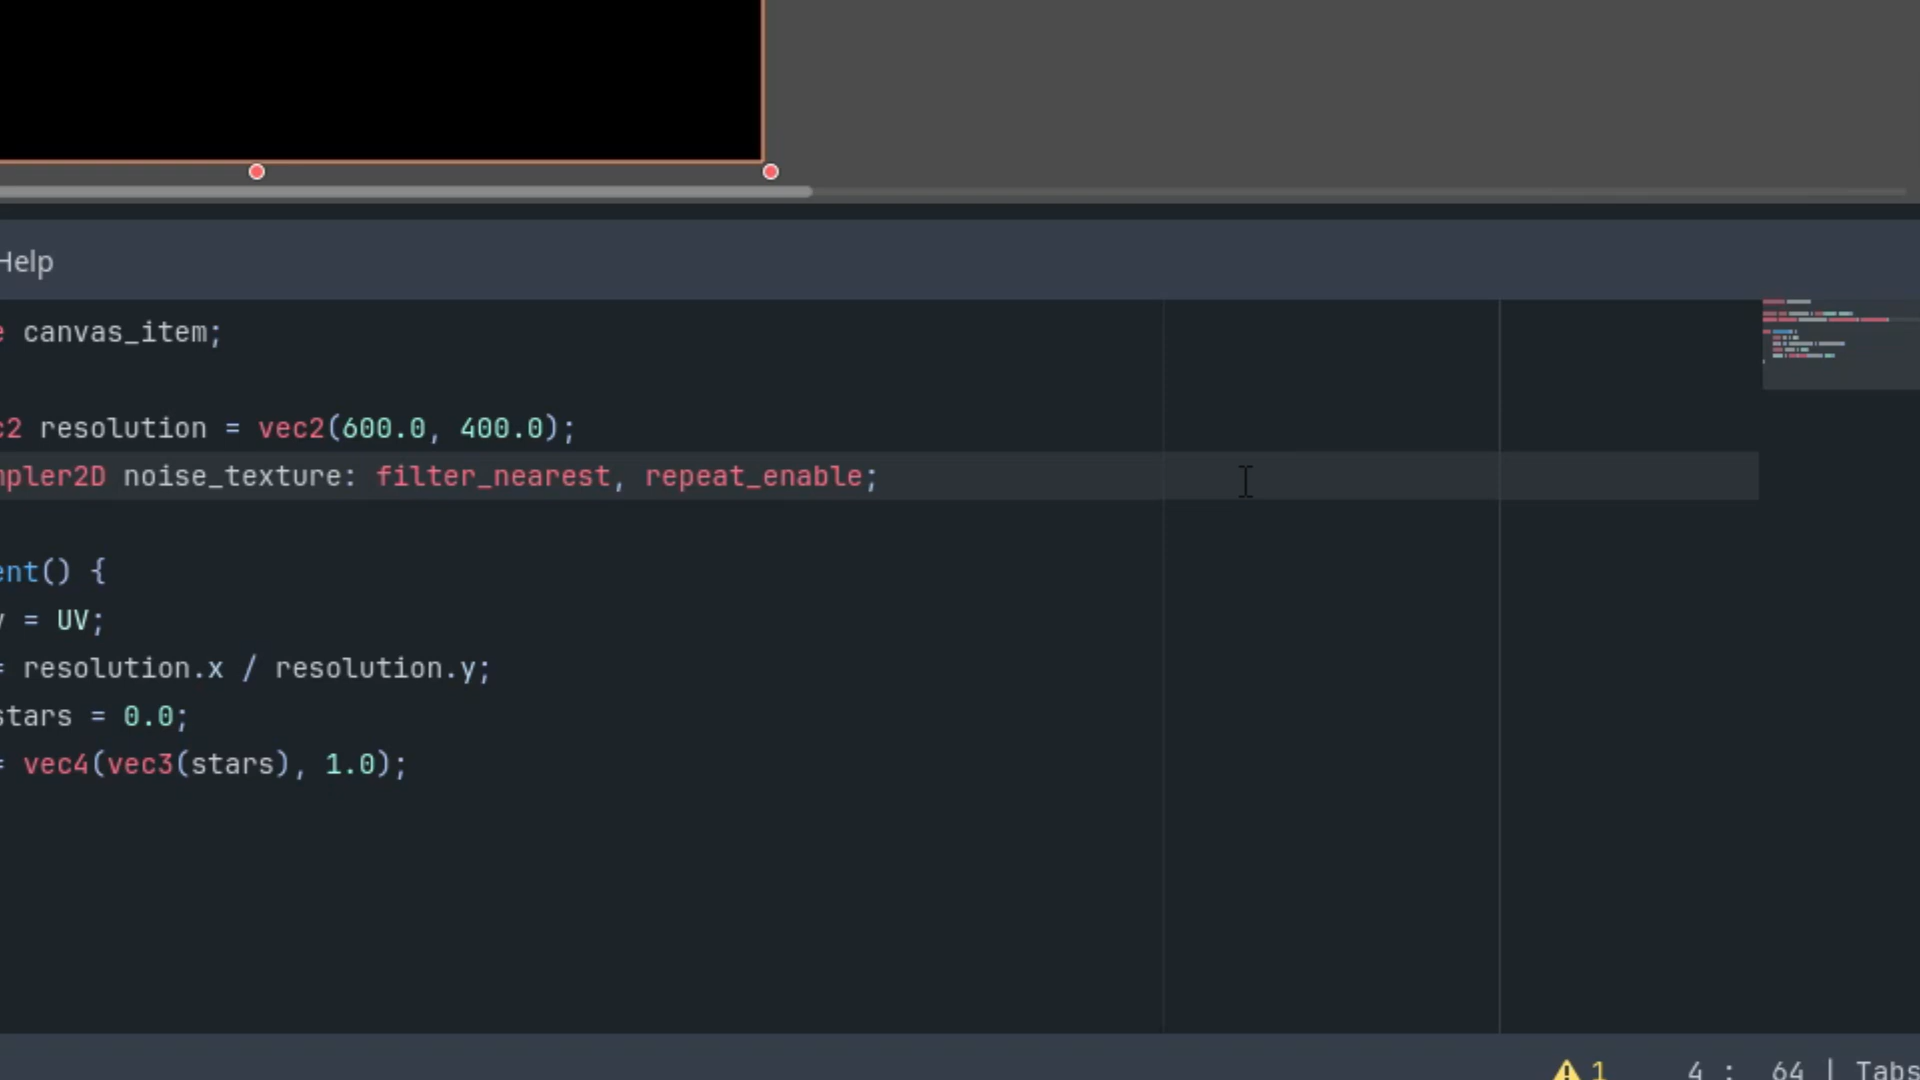 Help
canvas_item;
c2 resolution = vec2(600.0, 400.0);
mpler2D noise_texture: filter_nearest, repeat_enable;
ent() {
= UV;
= resolution.x / resolution.y;
stars = 0.0;
= vec4(vec3(stars), 1.0);
1 4 : 64 | Tabs